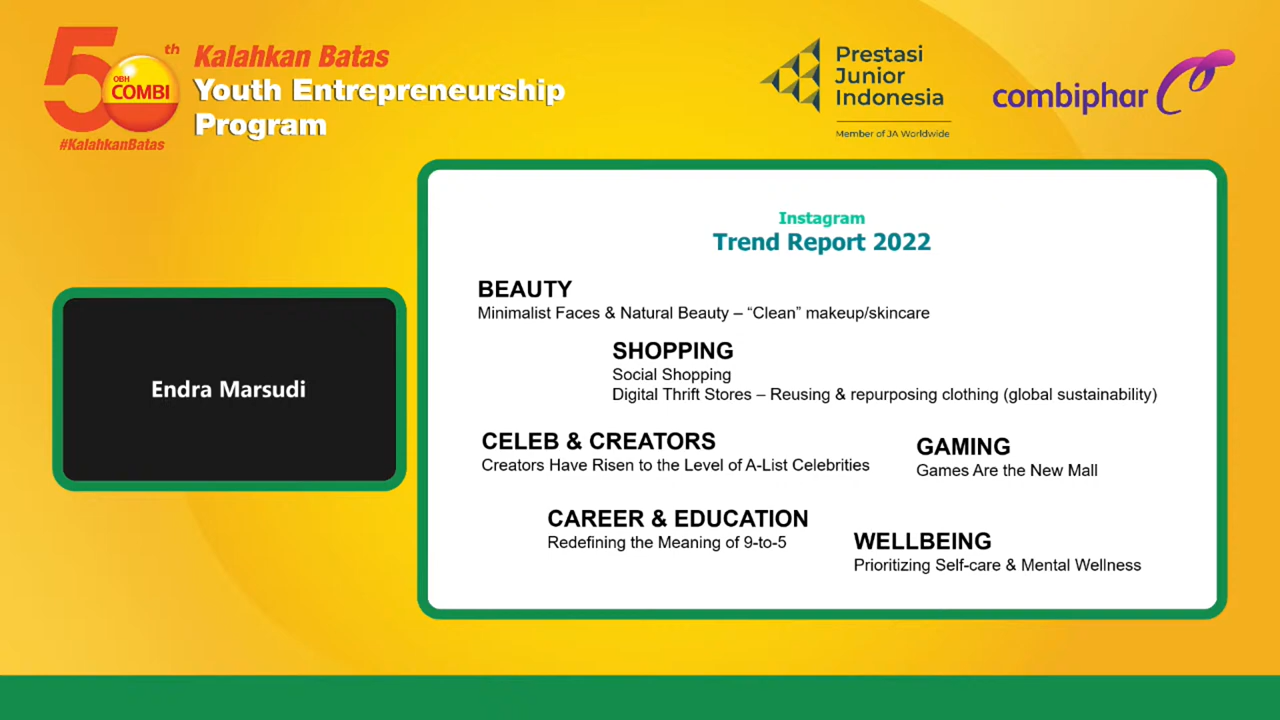 50th
OBH
COMBI
#KalahkanBatas
Kalahkan Batas
Youth Entrepreneurship
Program
Prestasi
Junior
Indonesia
Member of JA Worldwide
combiphar
Endra Marsudi
Instagram
Trend Report 2022
BEAUTY
Minimalist Faces & Natural Beauty – “Clean” makeup/skincare
SHOPPING
Social Shopping
Digital Thrift Stores – Reusing & repurposing clothing (global sustainability)
CELEB & CREATORS
Creators Have Risen to the Level of A-List Celebrities
GAMING
Games Are the New Mall
CAREER & EDUCATION
Redefining the Meaning of 9-to-5
WELLBEING
Prioritizing Self-care & Mental Wellness